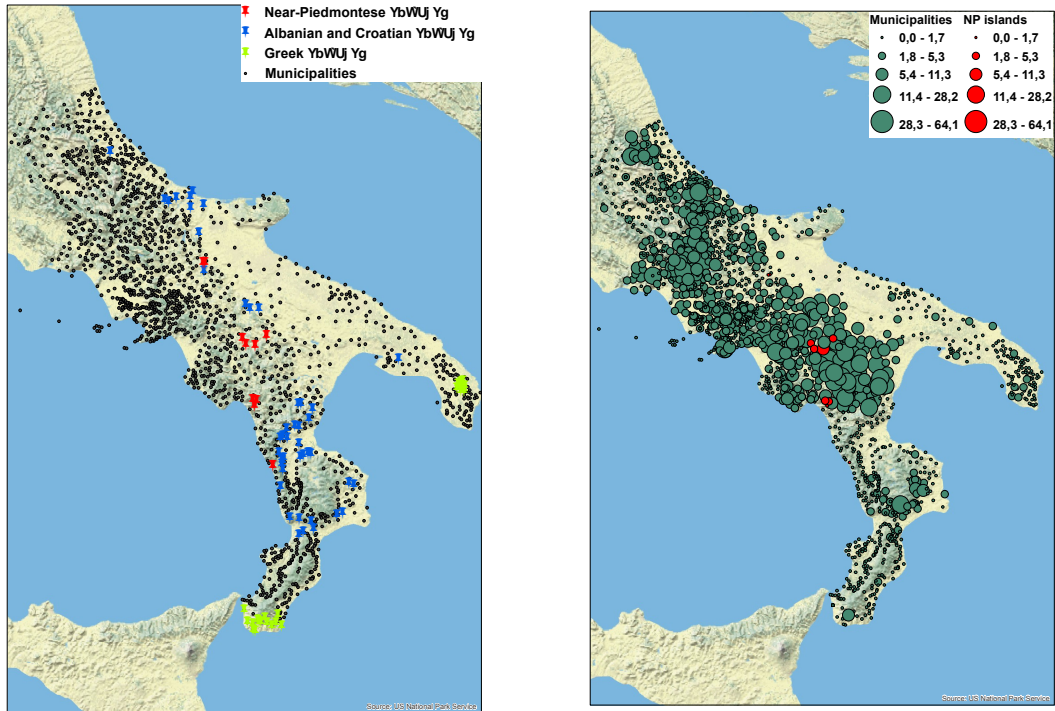 Near-Piedmontese YbWUj Yg
Albanian and Croatian YbWUj Yg
Greek YbWUj Yg
Municipalities
Source: US National Park Service
Municipalities NP islands
0,0 - 1,7 0,0 - 1,7
1,8 - 5,3 1,8 - 5,3
5,4 - 11,3 5,4 - 11,3
11,4 - 28,2 11,4 - 28,2
28,3 - 64,1 28,3 - 64,1
Source: US National Park Service